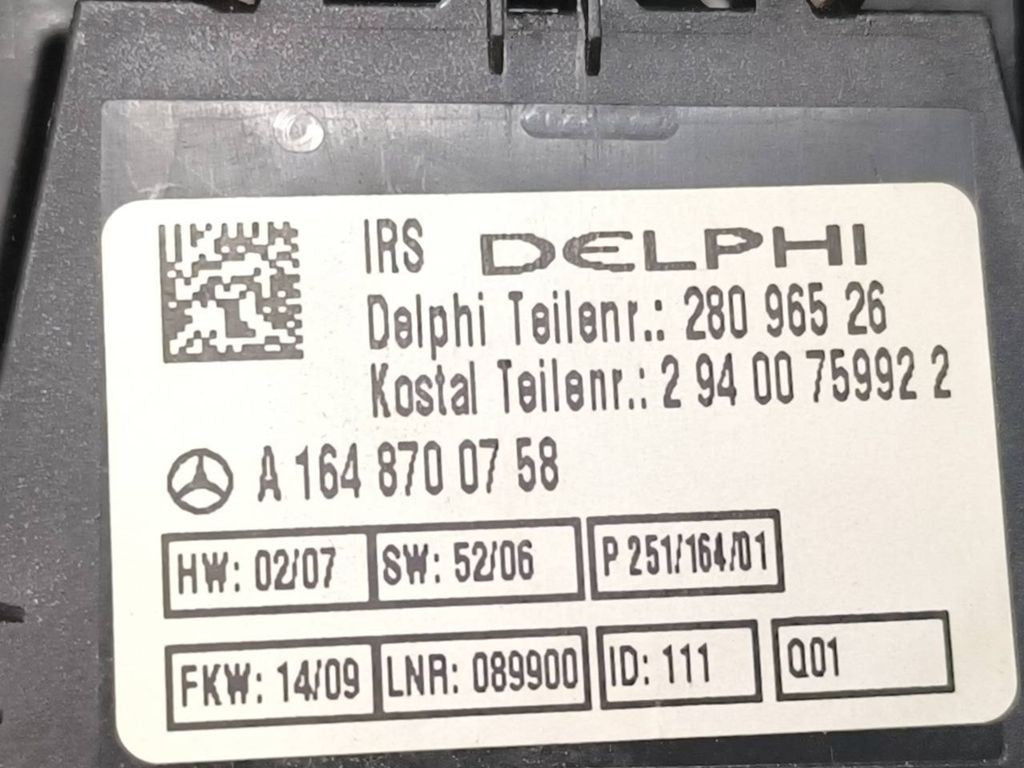 IRS DELPHI
Delphi Teilenr.: 280 965 26
Kostal Teilenr.: 2 94 00 75992 2
A 164 870 07 58
HW: 02/07 SW: 52/06 P 251/164/01
FKW: 14/09 LNR: 089900 ID: 111 Q01